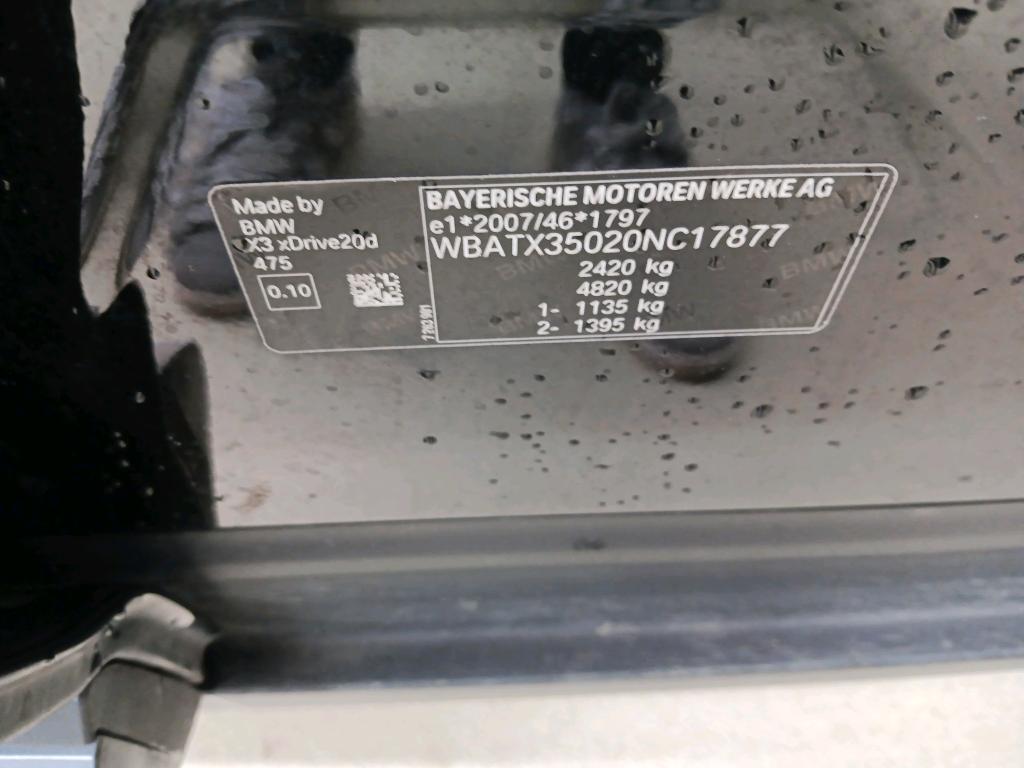 Made by
BMW
X3 xDrive20d
475
0.10
BAYERISCHE MOTOREN WERKE AG
e1*2007/46*1797
WBATX35020NC17877
2420 kg
4820 kg
1- 1135 kg
2- 1395 kg